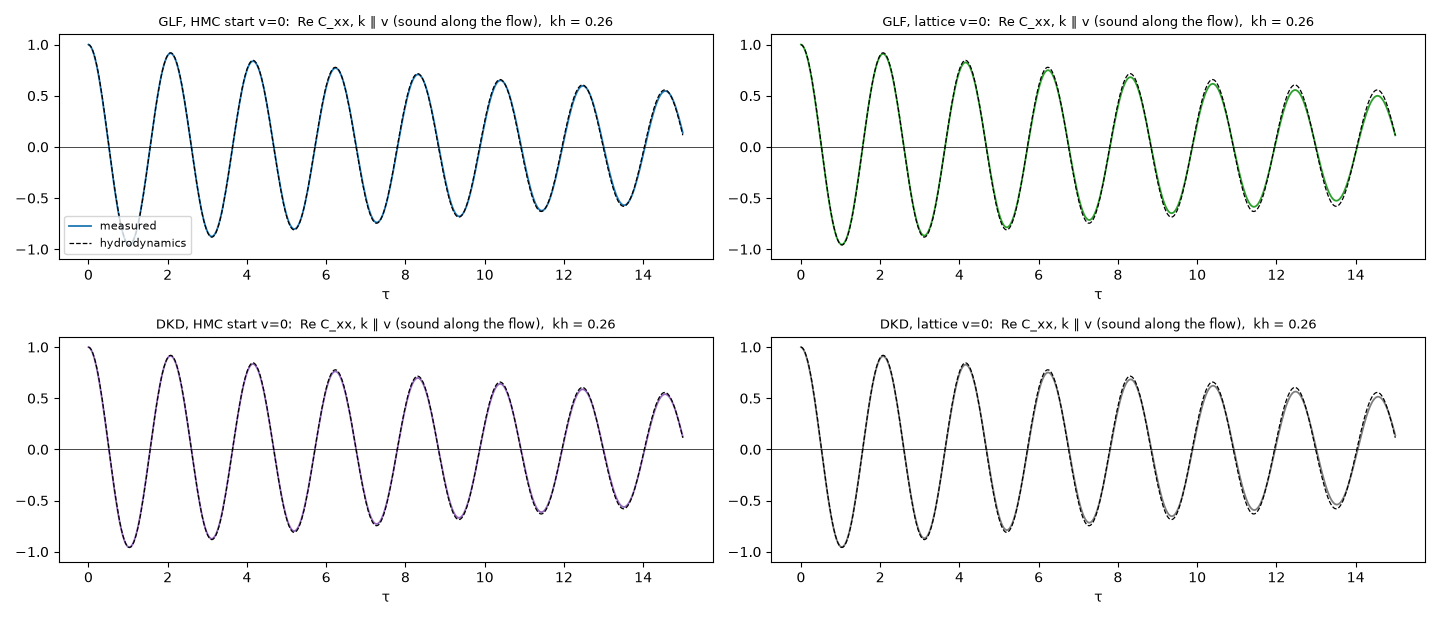 GLF, HMC start v=0:  Re C_xx, k ∥ v (sound along the flow),  kh = 0.26
1.0
0.5
0.0
−0.5
−1.0
measured
hydrodynamics
0 2 4 6 8 10 12 14
τ
GLF, lattice v=0:  Re C_xx, k ∥ v (sound along the flow),  kh = 0.26
1.0
0.5
0.0
−0.5
−1.0
0 2 4 6 8 10 12 14
τ
DKD, HMC start v=0:  Re C_xx, k ∥ v (sound along the flow),  kh = 0.26
1.0
0.5
0.0
−0.5
−1.0
0 2 4 6 8 10 12 14
τ
DKD, lattice v=0:  Re C_xx, k ∥ v (sound along the flow),  kh = 0.26
1.0
0.5
0.0
−0.5
−1.0
0 2 4 6 8 10 12 14
τ